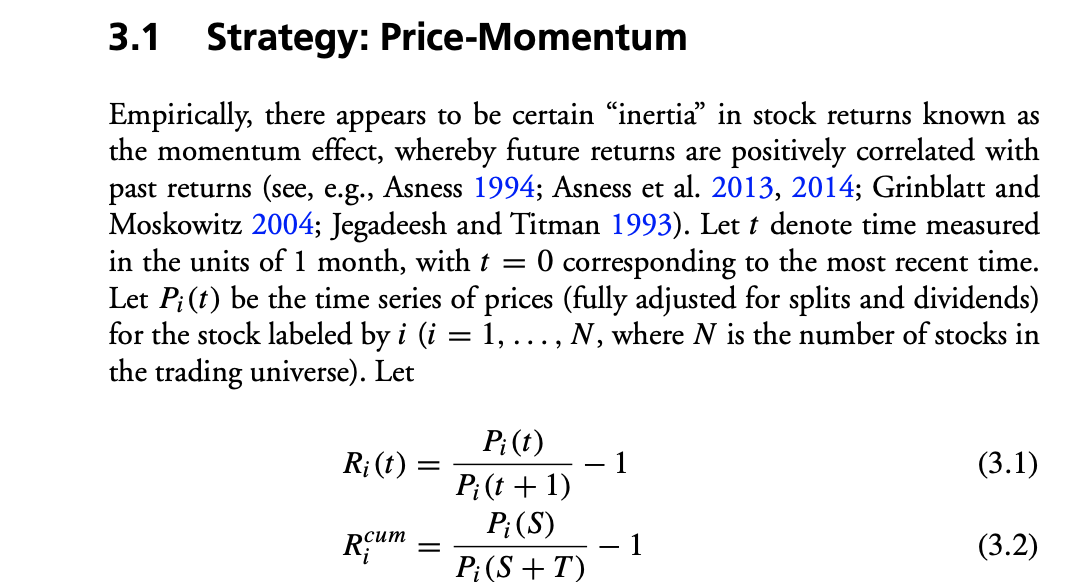 3.1 Strategy: Price-Momentum
Empirically, there appears to be certain “inertia” in stock returns known as
the momentum effect, whereby future returns are positively correlated with
past returns (see, e.g., Asness 1994; Asness et al. 2013, 2014; Grinblatt and
Moskowitz 2004; Jegadeesh and Titman 1993). Let t denote time measured
in the units of 1 month, with t = 0 corresponding to the most recent time.
Let P_i(t) be the time series of prices (fully adjusted for splits and dividends)
for the stock labeled by i (i = 1, . . . , N, where N is the number of stocks in
the trading universe). Let
R_i(t) = P_i(t) / P_i(t + 1) − 1 (3.1)
R_i^{cum} = P_i(S) / P_i(S + T) − 1 (3.2)